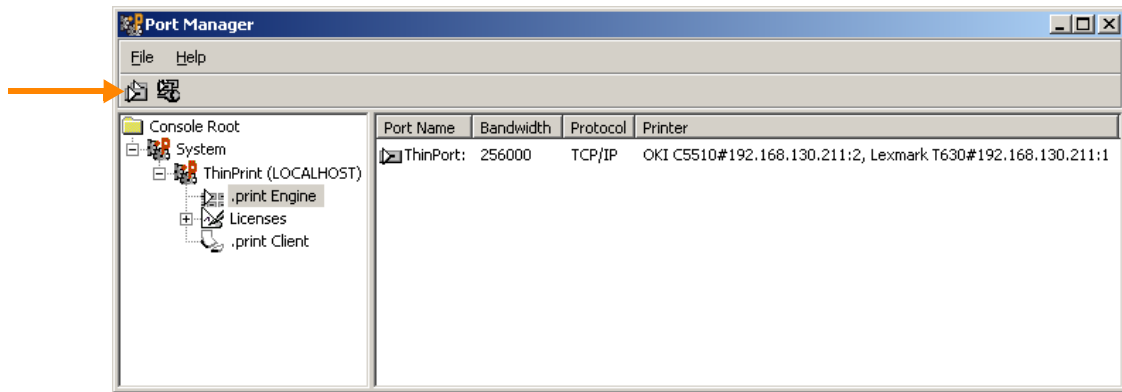 Port Manager
File Help
Console Root
System
ThinPrint (LOCALHOST)
.print Engine
Licenses
.print Client
Port Name Bandwidth Protocol Printer
ThinPort: 256000 TCP/IP OKI C5510#192.168.130.211:2, Lexmark T630#192.168.130.211:1